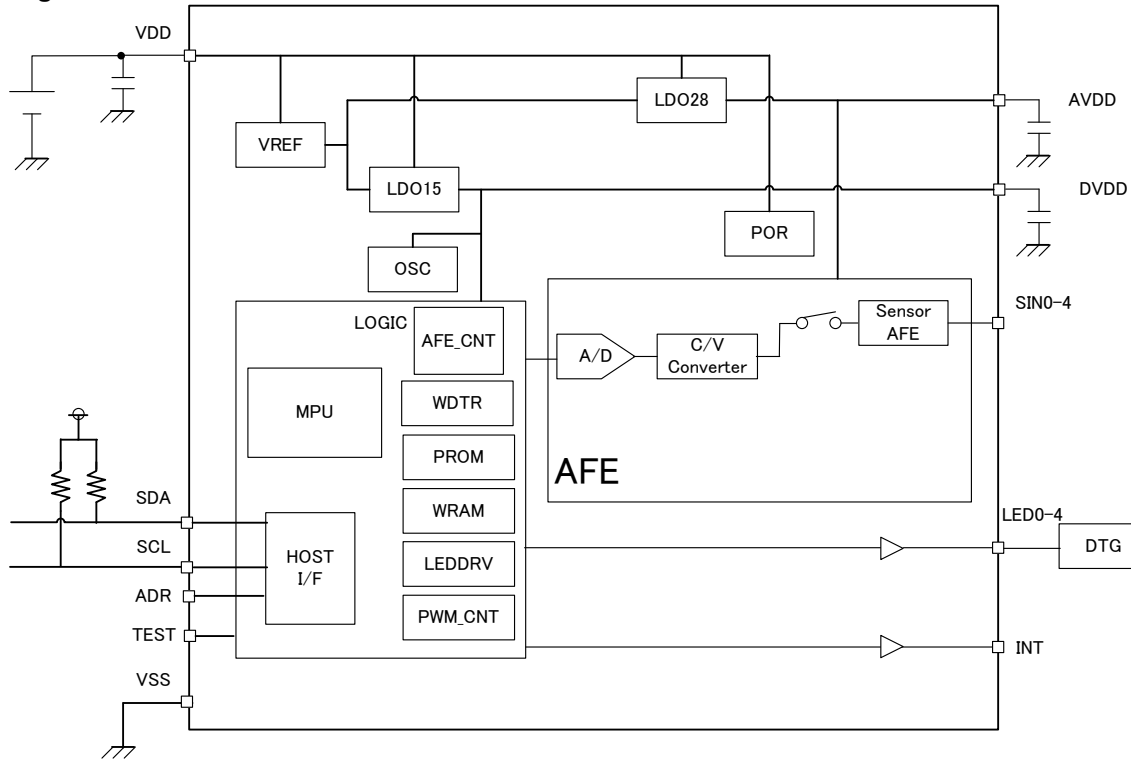 VDD
LDO28
AVDD
VREF
LDO15
DVDD
POR
OSC
LOGIC
AFE_CNT
A/D
C/V
Converter
Sensor
AFE
SIN0-4
MPU
WDTR
PROM
AFE
SDA
WRAM
SCL
HOST
I/F
LEDDRV
LED0-4
DTG
ADR
PWM_CNT
TEST
INT
VSS